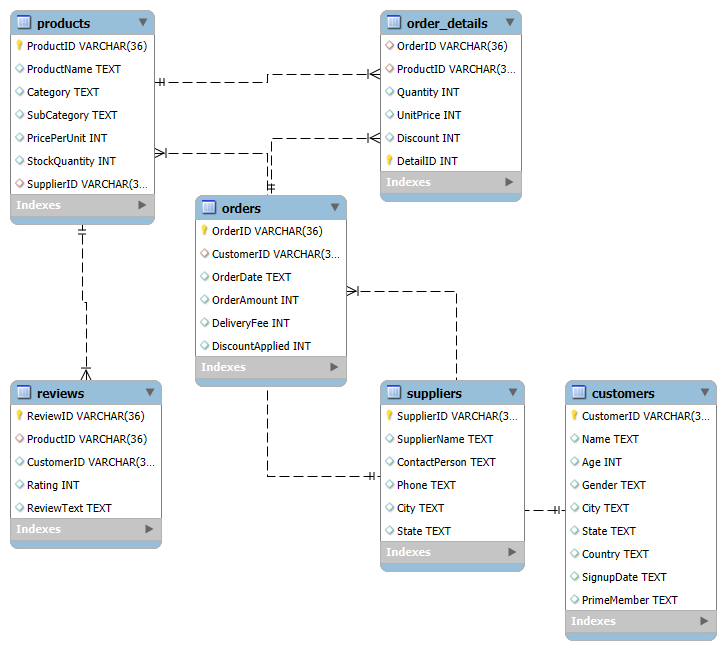 products
ProductID VARCHAR(36)
ProductName TEXT
Category TEXT
SubCategory TEXT
PricePerUnit INT
StockQuantity INT
SupplierID VARCHAR(3...
Indexes
order_details
OrderID VARCHAR(36)
ProductID VARCHAR(3...
Quantity INT
UnitPrice INT
Discount INT
DetailID INT
Indexes
orders
OrderID VARCHAR(36)
CustomerID VARCHAR(3...
OrderDate TEXT
OrderAmount INT
DeliveryFee INT
DiscountApplied INT
Indexes
reviews
ReviewID VARCHAR(36)
ProductID VARCHAR(36)
CustomerID VARCHAR(3...
Rating INT
ReviewText TEXT
Indexes
suppliers
SupplierID VARCHAR(3...
SupplierName TEXT
ContactPerson TEXT
Phone TEXT
City TEXT
State TEXT
Indexes
customers
CustomerID VARCHAR(3...
Name TEXT
Age INT
Gender TEXT
City TEXT
State TEXT
Country TEXT
SignupDate TEXT
PrimeMember TEXT
Indexes